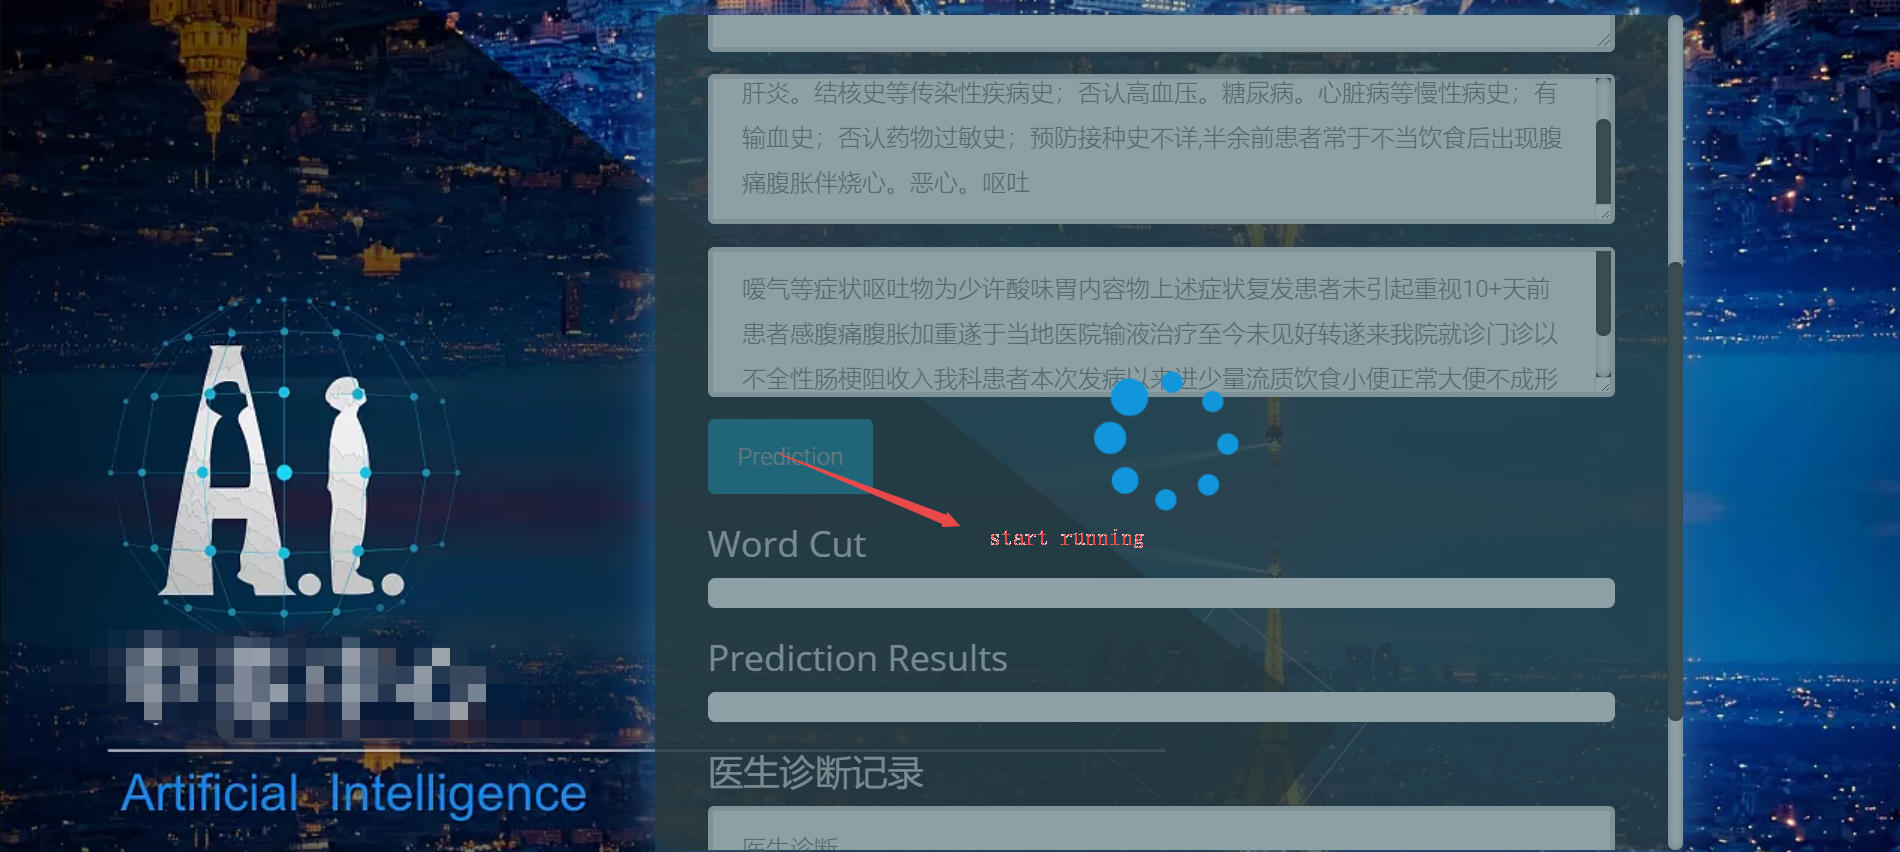 肝炎。结核史等传染性疾病史；否认高血压。糖尿病。心脏病等慢性病史；有
输血史；否认药物过敏史；预防接种史不详,半余前患者常于不当饮食后出现腹
痛腹胀伴烧心。恶心。呕吐
嗳气等症状呕吐物为少许酸味胃内容物上述症状复发患者未引起重视10+天前
患者感腹痛腹胀加重遂于当地医院输液治疗至今未见好转遂来我院就诊门诊以
不全性肠梗阻收入我科患者本次发病以来进少量流质饮食小便正常大便不成形
Prediction
start running
Word Cut
Prediction Results
医生诊断记录
医生诊断
A.I.
Artificial Intelligence